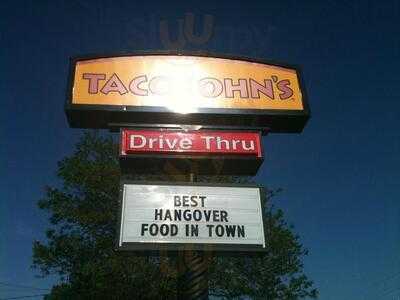 TACO JOHN'S
Drive Thru
BEST
HANGOVER
FOOD IN TOWN